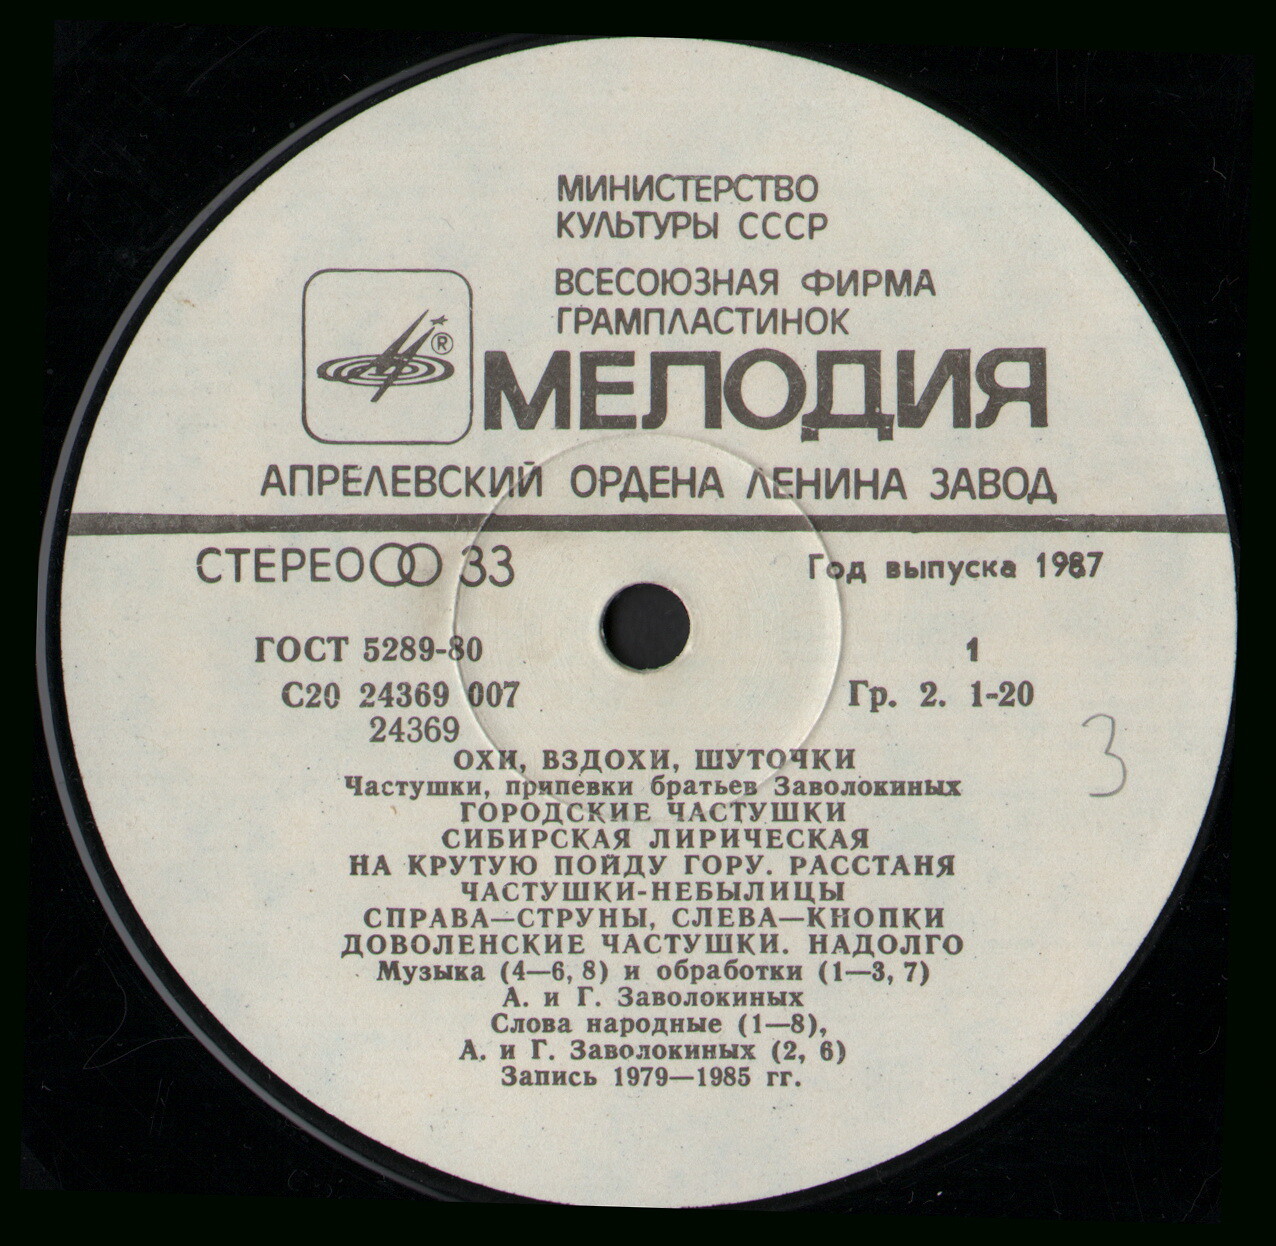 МИНИСТЕРСТВО
КУЛЬТУРЫ СССР
ВСЕСОЮЗНАЯ ФИРМА
ГРАМПЛАСТИНОК
®
МЕЛОДИЯ
АПРЕЛЕВСКИЙ ОРДЕНА ЛЕНИНА ЗАВОД
СТЕРЕО 33 Год выпуска 1987
ГОСТ 5289-80 1
С20 24369 007 Гр. 2. 1-20
24369
3
ОХИ, ВЗДОХИ, ШУТОЧКИ
Частушки, припевки братьев Заволокиных
ГОРОДСКИЕ ЧАСТУШКИ
СИБИРСКАЯ ЛИРИЧЕСКАЯ
НА КРУТУЮ ПОЙДУ ГОРУ. РАССТАНЯ
ЧАСТУШКИ-НЕБЫЛИЦЫ
СПРАВА—СТРУНЫ, СЛЕВА—КНОПКИ
ДОВОЛЕНСКИЕ ЧАСТУШКИ. НАДОЛГО
Музыка (4—6, 8) и обработки (1—3, 7)
А. и Г. Заволокиных
Слова народные (1—8),
А. и Г. Заволокиных (2, 6)
Запись 1979—1985 гг.